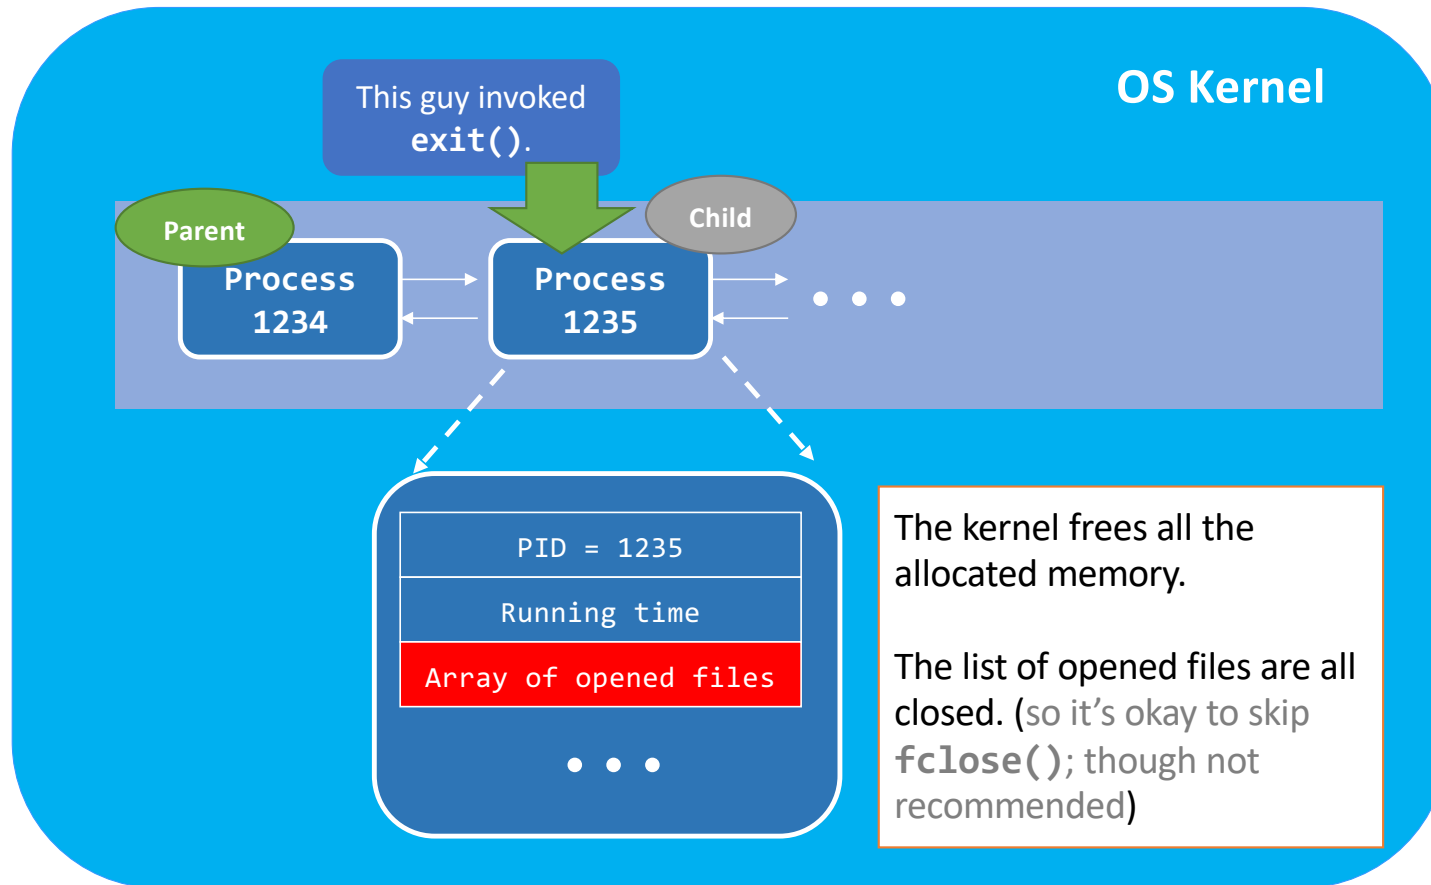 OS Kernel
This guy invoked
exit().
Parent
Child
Process
1234
Process
1235
PID = 1235
Running time
Array of opened files
The kernel frees all the
allocated memory.
The list of opened files are all
closed. (so it’s okay to skip
fclose(); though not
recommended)